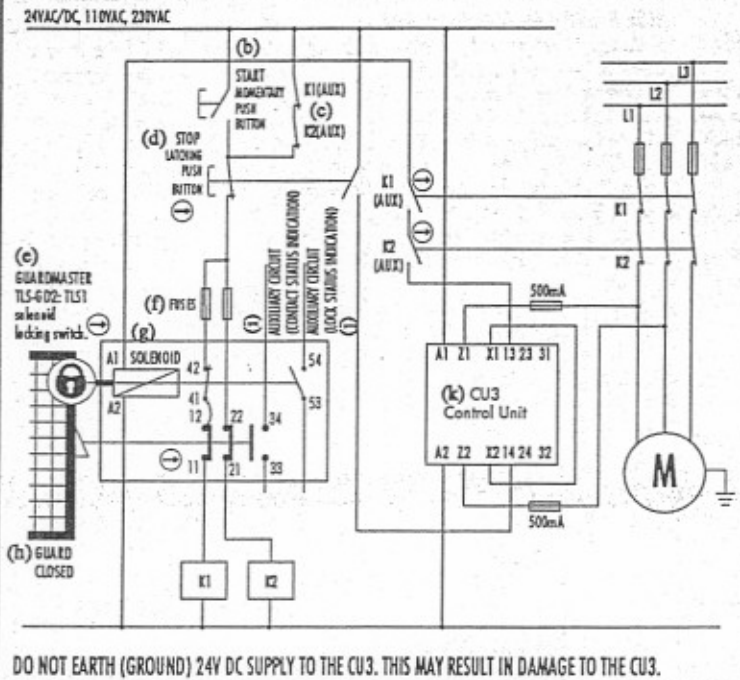 24VAC/DC, 110VAC, 230VAC
(b)
START
MOMENTARY
PUSH
BUTTON
K1(AUX)
(c)
K2(AUX)
L3
L2
L1
(d) STOP
LATCHING
PUSH
BUTTON
K1
(AUX)
K2
(AUX)
K1
K2
(e)
GUARDMASTER
TLS-GD2: TLS1
solenoid
locking switch.
(f) FUSES
(i)
AUXILIARY CIRCUIT
(CONTACT STATUS INDICATION)
AUXILIARY CIRCUIT
(LOCK STATUS INDICATION)
(j)
500mA
(g)
A1 SOLENOID
A2
42
41
54
53
12
22
34
11
21
33
A1 Z1 X1 13 23 31
(k) CU3
Control Unit
A2 Z2 X2 14 24 32
500mA
M
(h) GUARD
CLOSED
K1
K2
DO NOT EARTH (GROUND) 24V DC SUPPLY TO THE CU3. THIS MAY RESULT IN DAMAGE TO THE CU3.